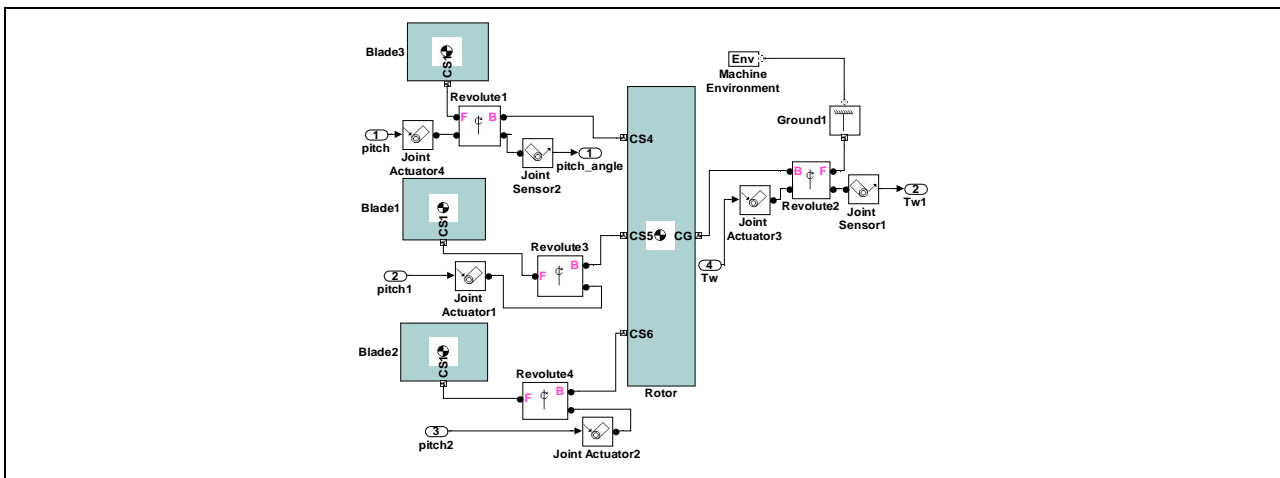 Blade3
CS1
Revolute1
F B
1
pitch
Joint
Actuator4
Joint
Sensor2
1
pitch_angle
CS4
Env
Machine
Environment
Ground1
Blade1
CS1
Revolute3
B
F
2
pitch1
Joint
Actuator1
CS5
CG
B F
Revolute2
Joint
Actuator3
Joint
Sensor1
2
Tw1
4
Tw
Blade2
CS1
Revolute4
F B
3
pitch2
Joint Actuator2
CS6
Rotor